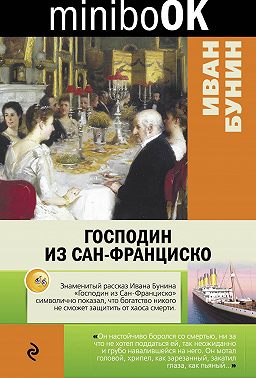 miniboOK
ИВАН
БУНИН
ГОСПОДИН
ИЗ САН-ФРАНЦИСКО
Знаменитый рассказ Ивана Бунина
«Господин из Сан-Франциско»
символично показал, что богатство никого
не сможет защитить от хаоса смерти.
«Он настойчиво боролся со смертью, ни за
что не хотел поддаться ей, так неожиданно
и грубо навалившейся на него. Он мотал
головой, хрипел, как зарезанный, закатил
глаза, как пьяный...»